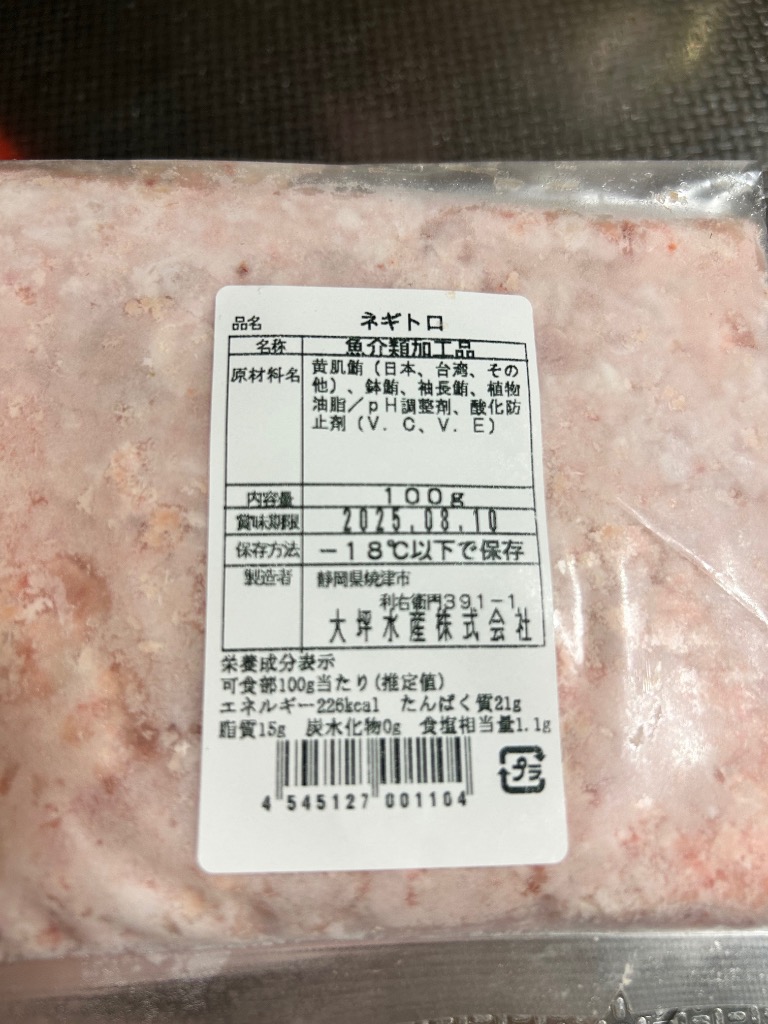 品名 ネギトロ
名称 魚介類加工品
原材料名 黄肌鮪（日本、台湾、その
他）、鉢鮪、袖長鮪、植物
油脂／pH調整剤、酸化防
止剤（V．C、V．E）
内容量 100g
賞味期限 2025.08.10
保存方法 －18℃以下で保存
製造者 静岡県焼津市
利右衛門391－1
大坪水産株式会社
栄養成分表示
可食部100g当たり(推定値)
エネルギー226kcal たんぱく質21g
脂質15g 炭水化物0g 食塩相当量1.1g
プラ
4 545127 001104